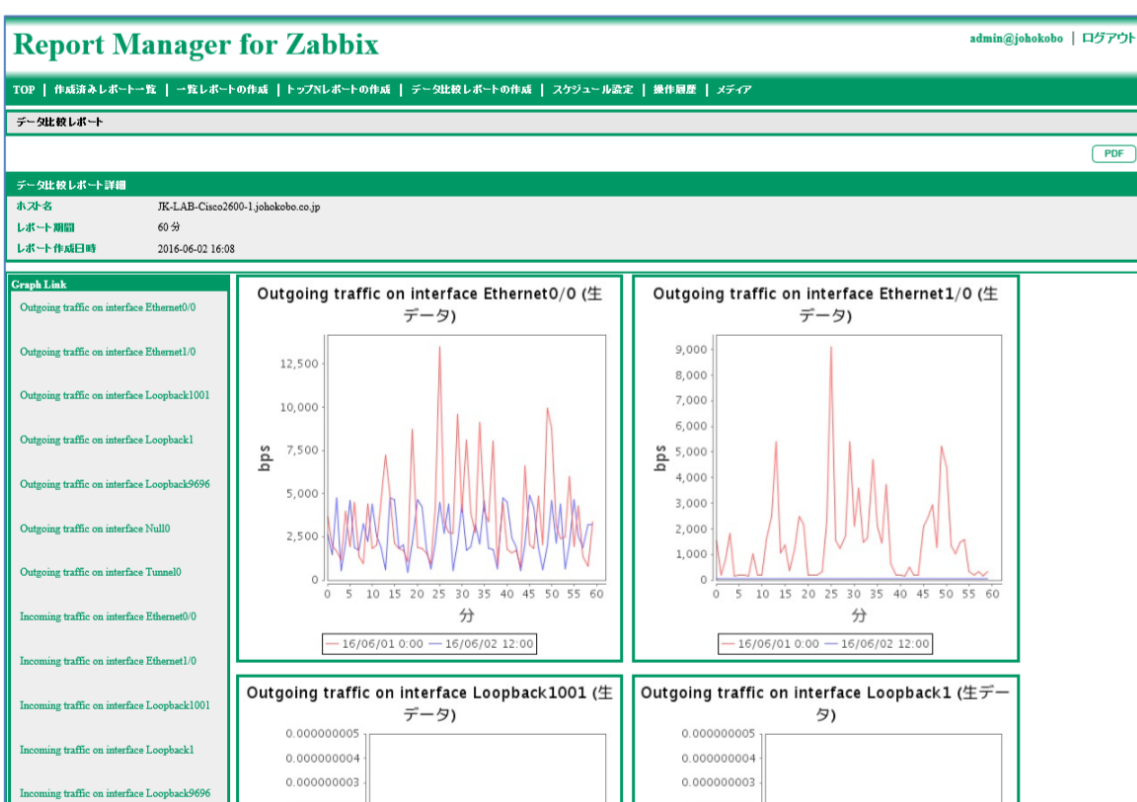 Report Manager for Zabbix
admin@johokobo | ログアウト
TOP | 作成済みレポート一覧 | 一覧レポートの作成 | トップNレポートの作成 | データ比較レポートの作成 | スケジュール設定 | 操作履歴 | メディア
データ比較レポート
PDF
データ比較レポート詳細
ホスト名 JK-LAB-Cisco2600-1.johokobo.co.jp
レポート期間 60 分
レポート作成日時 2016-06-02 16:08
Graph Link
Outgoing traffic on interface Ethernet0/0
Outgoing traffic on interface Ethernet1/0
Outgoing traffic on interface Loopback1001
Outgoing traffic on interface Loopback1
Outgoing traffic on interface Loopback9696
Outgoing traffic on interface Null0
Outgoing traffic on interface Tunnel0
Incoming traffic on interface Ethernet0/0
Incoming traffic on interface Ethernet1/0
Incoming traffic on interface Loopback1001
Incoming traffic on interface Loopback1
Incoming traffic on interface Loopback9696
Outgoing traffic on interface Ethernet0/0 (生
データ)
12,500
10,000
7,500
5,000
2,500
0
bps
0 5 10 15 20 25 30 35 40 45 50 55 60
分
16/06/01 0:00 16/06/02 12:00
Outgoing traffic on interface Ethernet1/0 (生
データ)
9,000
8,000
7,000
6,000
5,000
4,000
3,000
2,000
1,000
0
bps
0 5 10 15 20 25 30 35 40 45 50 55 60
分
16/06/01 0:00 16/06/02 12:00
Outgoing traffic on interface Loopback1001 (生
データ)
0.000000005
0.000000004
0.000000003
Outgoing traffic on interface Loopback1 (生デー
タ)
0.000000005
0.000000004
0.000000003